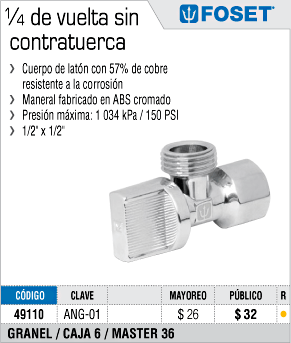 1/4 de vuelta sin
contratuerca
FOSET®
› Cuerpo de latón con 57% de cobre
resistente a la corrosión
› Maneral fabricado en ABS cromado
› Presión máxima: 1 034 kPa / 150 PSI
› 1/2" x 1/2"
CÓDIGO CLAVE MAYOREO PÚBLICO R
49110 ANG-01 $ 26 $ 32
GRANEL / CAJA 6 / MASTER 36